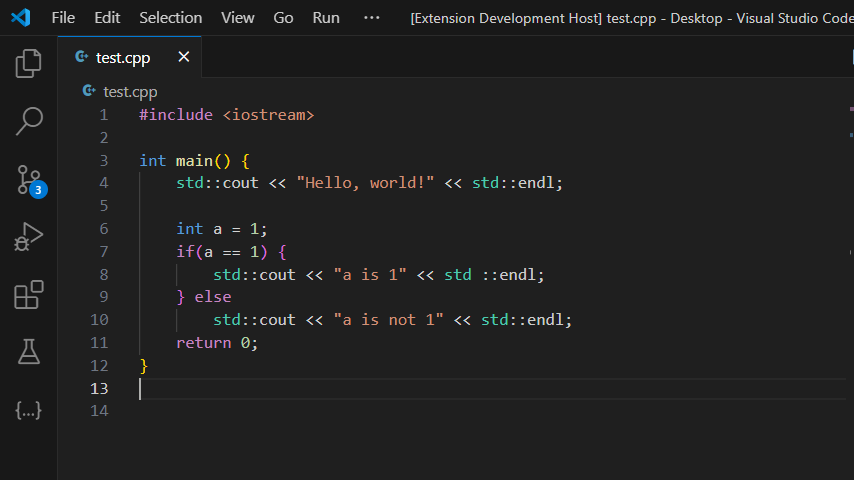 File Edit Selection View Go Run ··· [Extension Development Host] test.cpp - Desktop - Visual Studio Code
test.cpp
test.cpp
1 #include <iostream>
2
3 int main() {
4 std::cout << "Hello, world!" << std::endl;
5
6 int a = 1;
7 if(a == 1) {
8 std::cout << "a is 1" << std ::endl;
9 } else
10 std::cout << "a is not 1" << std::endl;
11 return 0;
12 }
13
14
3
{...}